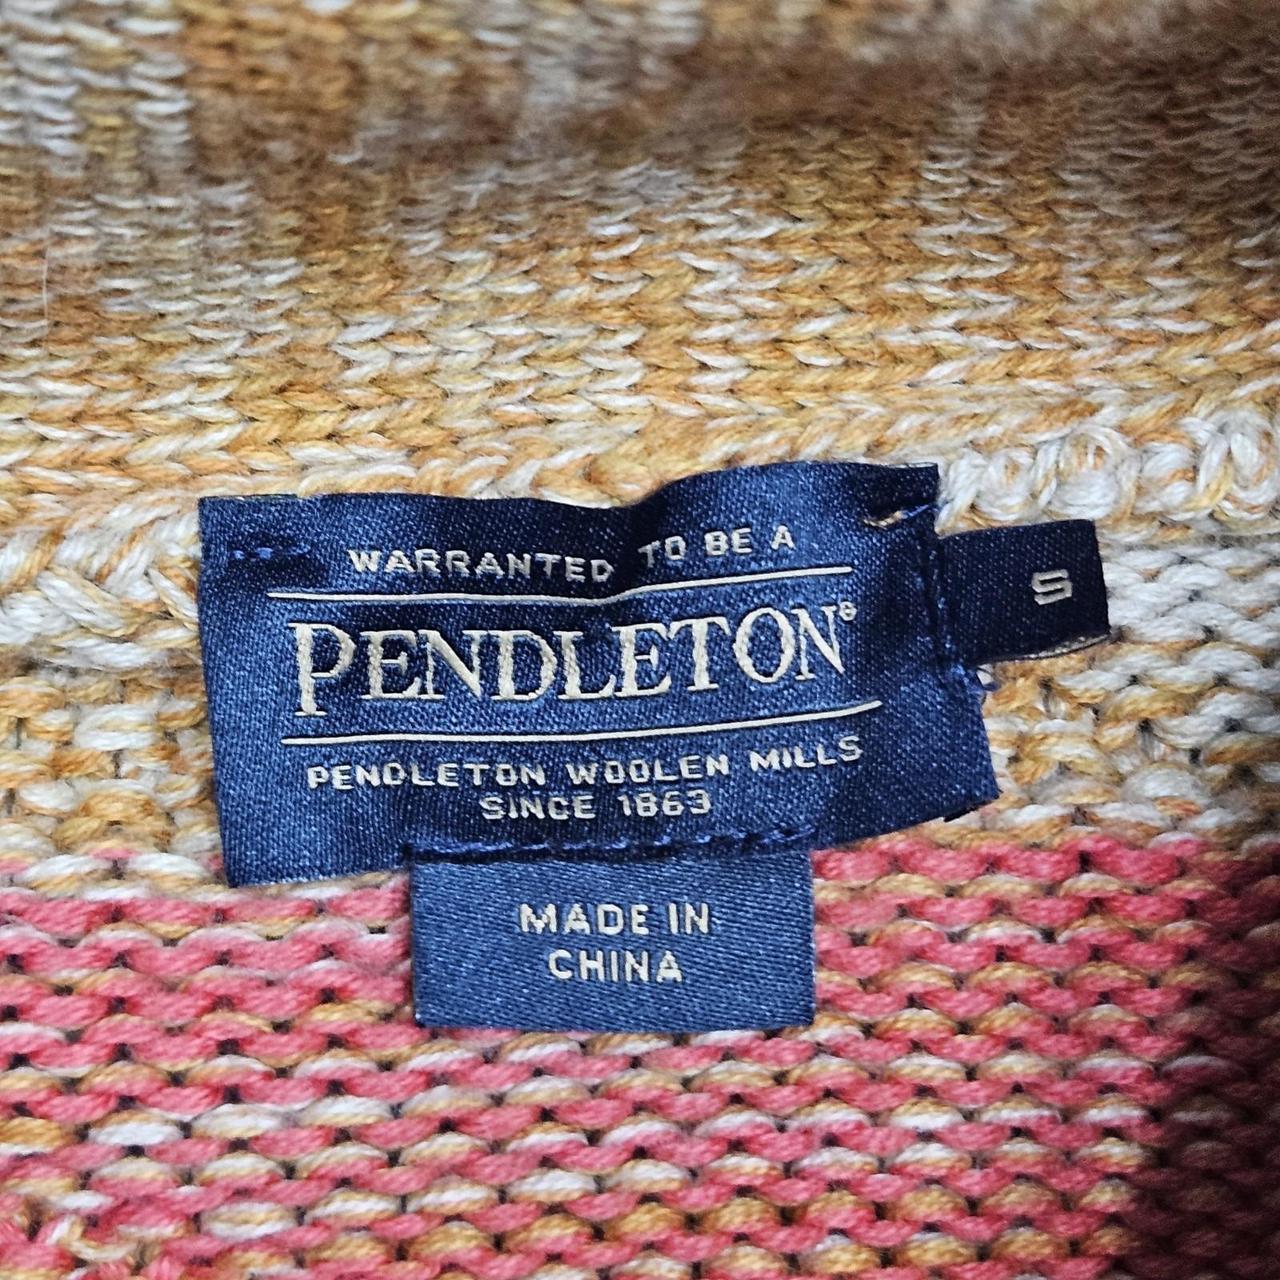 WARRANTED TO BE A
PENDLETON®
PENDLETON WOOLEN MILLS
SINCE 1863
S
MADE IN
CHINA